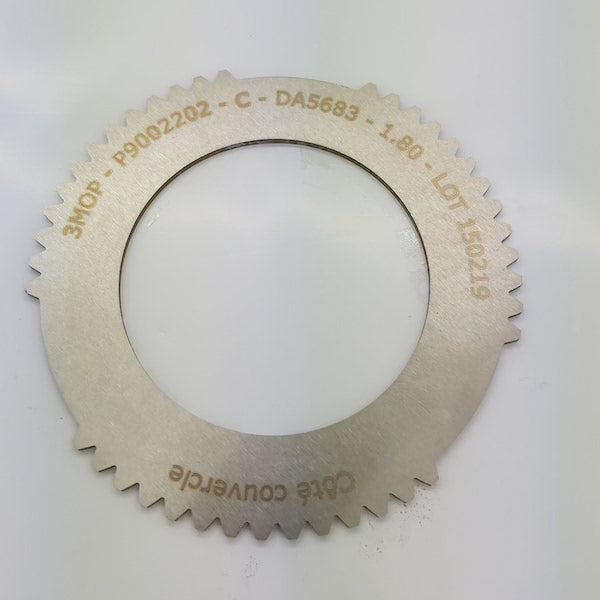 3MOP - P9002202 - C - DA5683 - 1.80 - LOT 150219
Côté couvercle